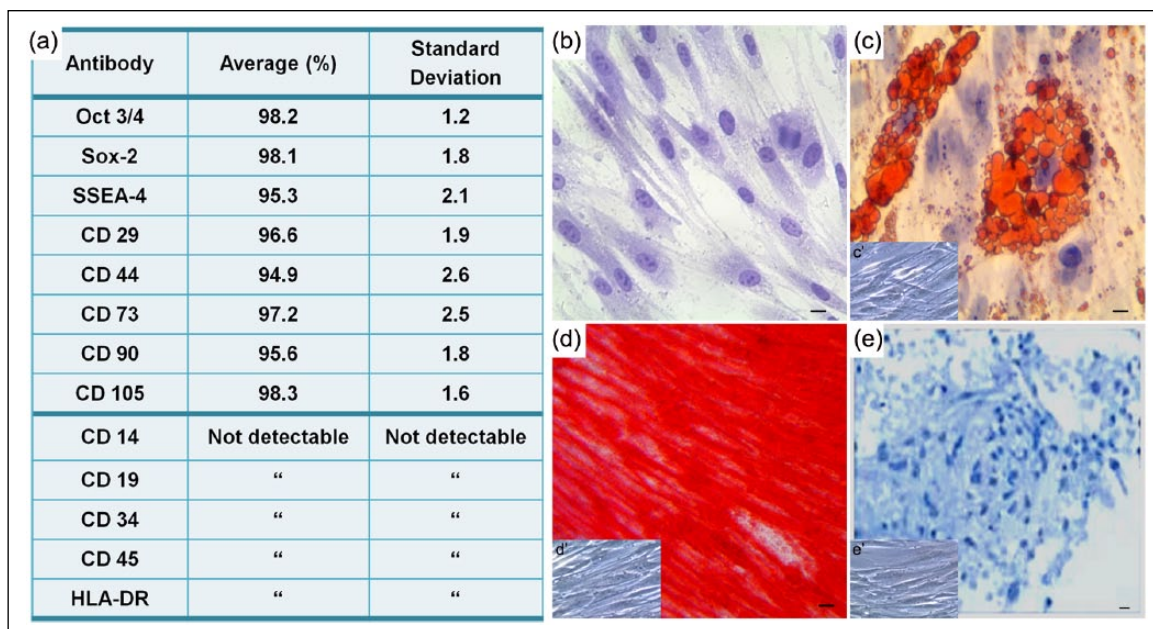 (a)
Antibody Average (%) Standard Deviation
Oct 3/4 98.2 1.2
Sox-2 98.1 1.8
SSEA-4 95.3 2.1
CD 29 96.6 1.9
CD 44 94.9 2.6
CD 73 97.2 2.5
CD 90 95.6 1.8
CD 105 98.3 1.6
CD 14 Not detectable Not detectable
CD 19 “ “
CD 34 “ “
CD 45 “ “
HLA-DR “ “
(b)
(c)
c'
(d)
d'
(e)
e'